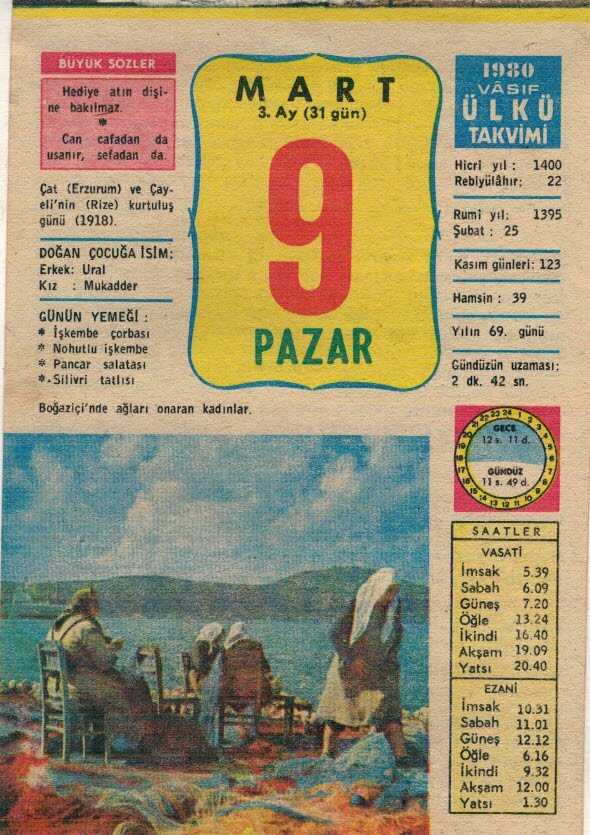 BÜYÜK SÖZLER
Hediye atın dişi-
ne bakılmaz.
*
Can cafadan da
usanır, sefadan da.
Çat (Erzurum) ve Çay-
eli'nin (Rize) kurtuluş
günü (1918).
DOĞAN ÇOCUĞA İSİM:
Erkek: Ural
Kız : Mukadder
GÜNÜN YEMEĞİ :
* İşkembe çorbası
* Nohutlu işkembe
* Pancar salatası
* Silivri tatlısı
MART
3. Ay (31 gün)
9
PAZAR
1980
VÂSIF
ÜLKÜ
TAKVİMİ
Hicri yıl : 1400
Rebiyülâhır: 22
Rumî yıl: 1395
Şubat : 25
Kasım günleri: 123
Hamsin : 39
Yılın 69. günü
Gündüzün uzaması:
2 dk. 42 sn.
Boğaziçi'nde ağları onaran kadınlar.
GECE
12 s. 11 d.
GÜNDÜZ
11 s. 49 d.
SAATLER
VASATİ
İmsak 5.39
Sabah 6.09
Güneş 7.20
Öğle 13.24
İkindi 16.40
Akşam 19.09
Yatsı 20.40
EZANİ
İmsak 10.31
Sabah 11.01
Güneş 12.12
Öğle 6.16
İkindi 9.32
Akşam 12.00
Yatsı 1.30